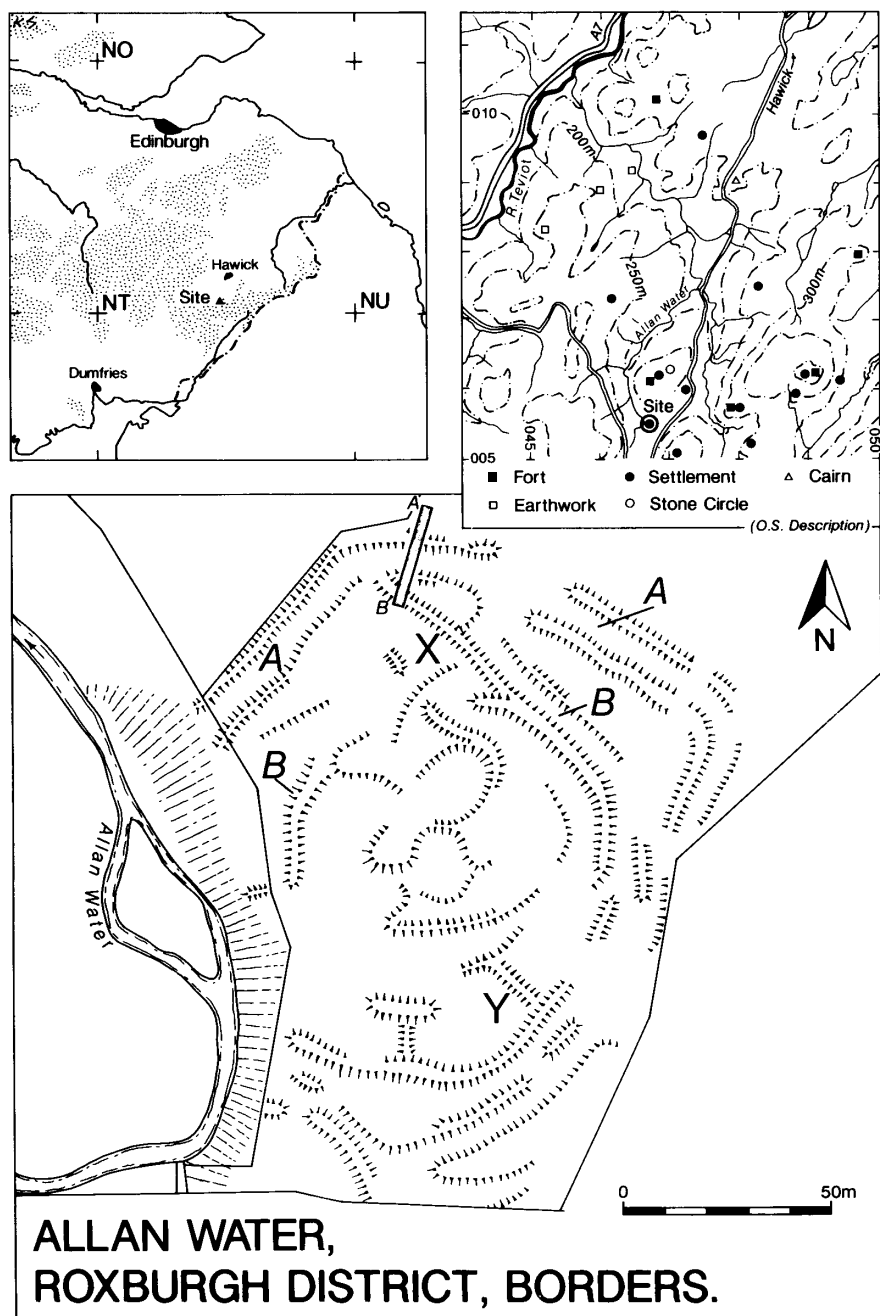 K.S.
NO
Edinburgh
Hawick
Site
NT
NU
Dumfries
A7
Hawick
010
200m
R. Teviot
250m
Allan Water
300m
Site
045
050
005
Fort
Settlement
Cairn
Earthwork
Stone Circle
(O.S. Description)
A
B
A
X
A
B
B
N
Allan Water
Y
0
50m
ALLAN WATER,
ROXBURGH DISTRICT, BORDERS.